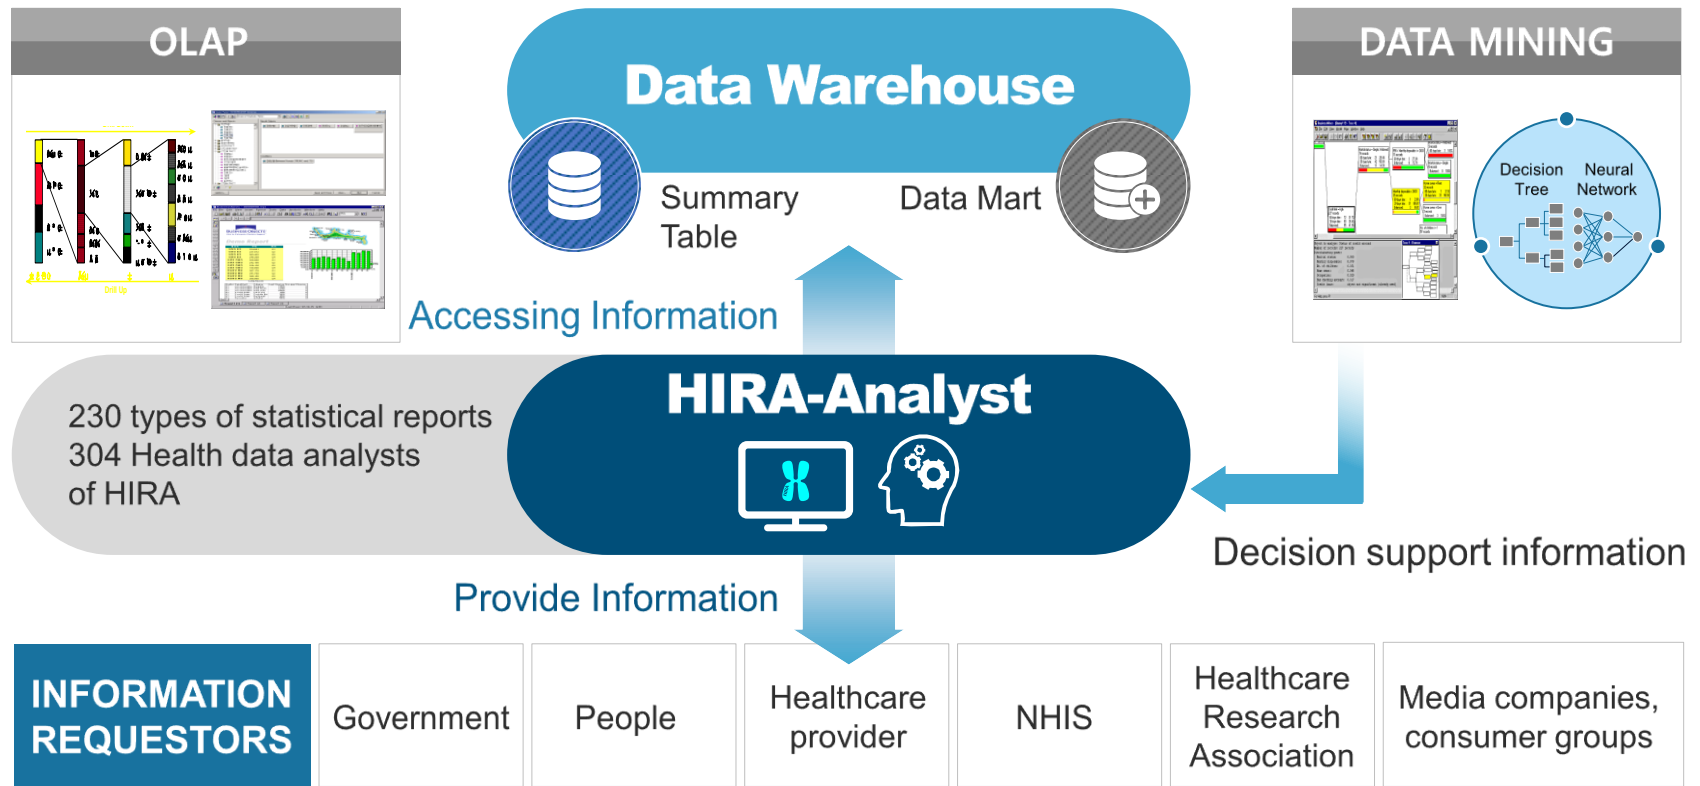 OLAP
Drill Up
Data Warehouse
Summary
Table
Data Mart
DATA MINING
Decision
Tree
Neural
Network
Accessing Information
230 types of statistical reports
304 Health data analysts
of HIRA
HIRA-Analyst
Decision support information
Provide Information
INFORMATION
REQUESTORS
Government
People
Healthcare
provider
NHIS
Healthcare
Research
Association
Media companies,
consumer groups